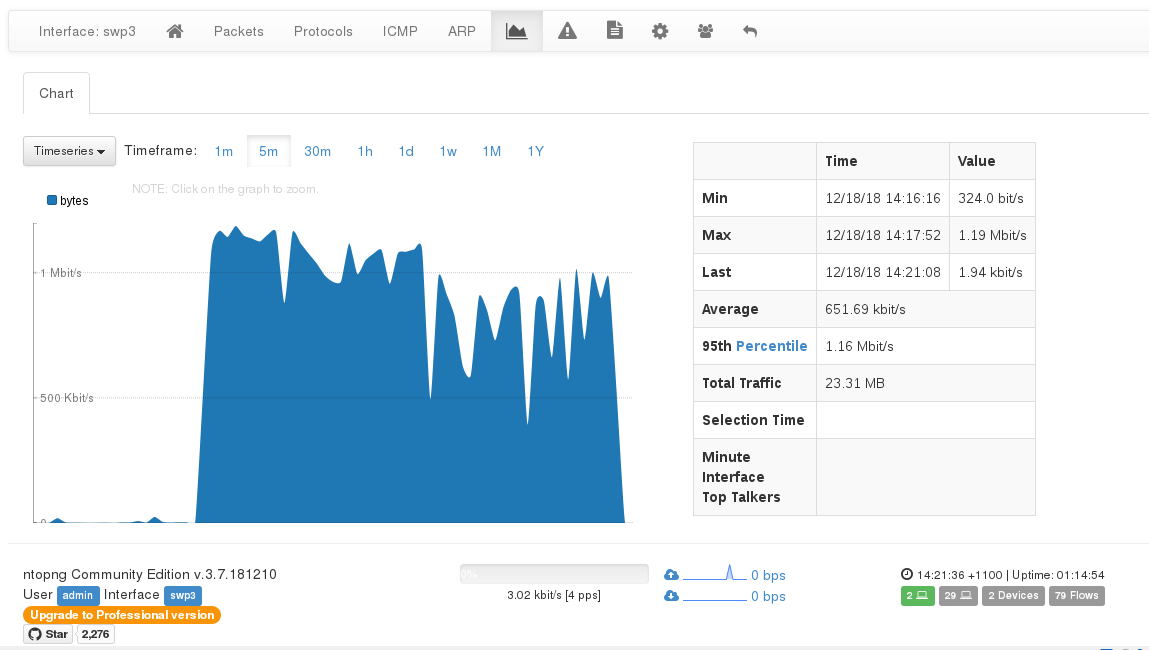 Interface: swp3 Packets Protocols ICMP ARP
Chart
Timeseries Timeframe: 1m 5m 30m 1h 1d 1w 1M 1Y
NOTE: Click on the graph to zoom.
bytes
1 Mbit/s
500 Kbit/s
0
Time Value
Min 12/18/18 14:16:16 324.0 bit/s
Max 12/18/18 14:17:52 1.19 Mbit/s
Last 12/18/18 14:21:08 1.94 kbit/s
Average 651.69 kbit/s
95th Percentile 1.16 Mbit/s
Total Traffic 23.31 MB
Selection Time
Minute
Interface
Top Talkers
ntopng Community Edition v.3.7.181210
User admin Interface swp3
Upgrade to Professional version
Star 2,276
0%
3.02 kbit/s [4 pps]
0 bps
0 bps
14:21:36 +1100 | Uptime: 01:14:54
2 29 2 Devices 79 Flows